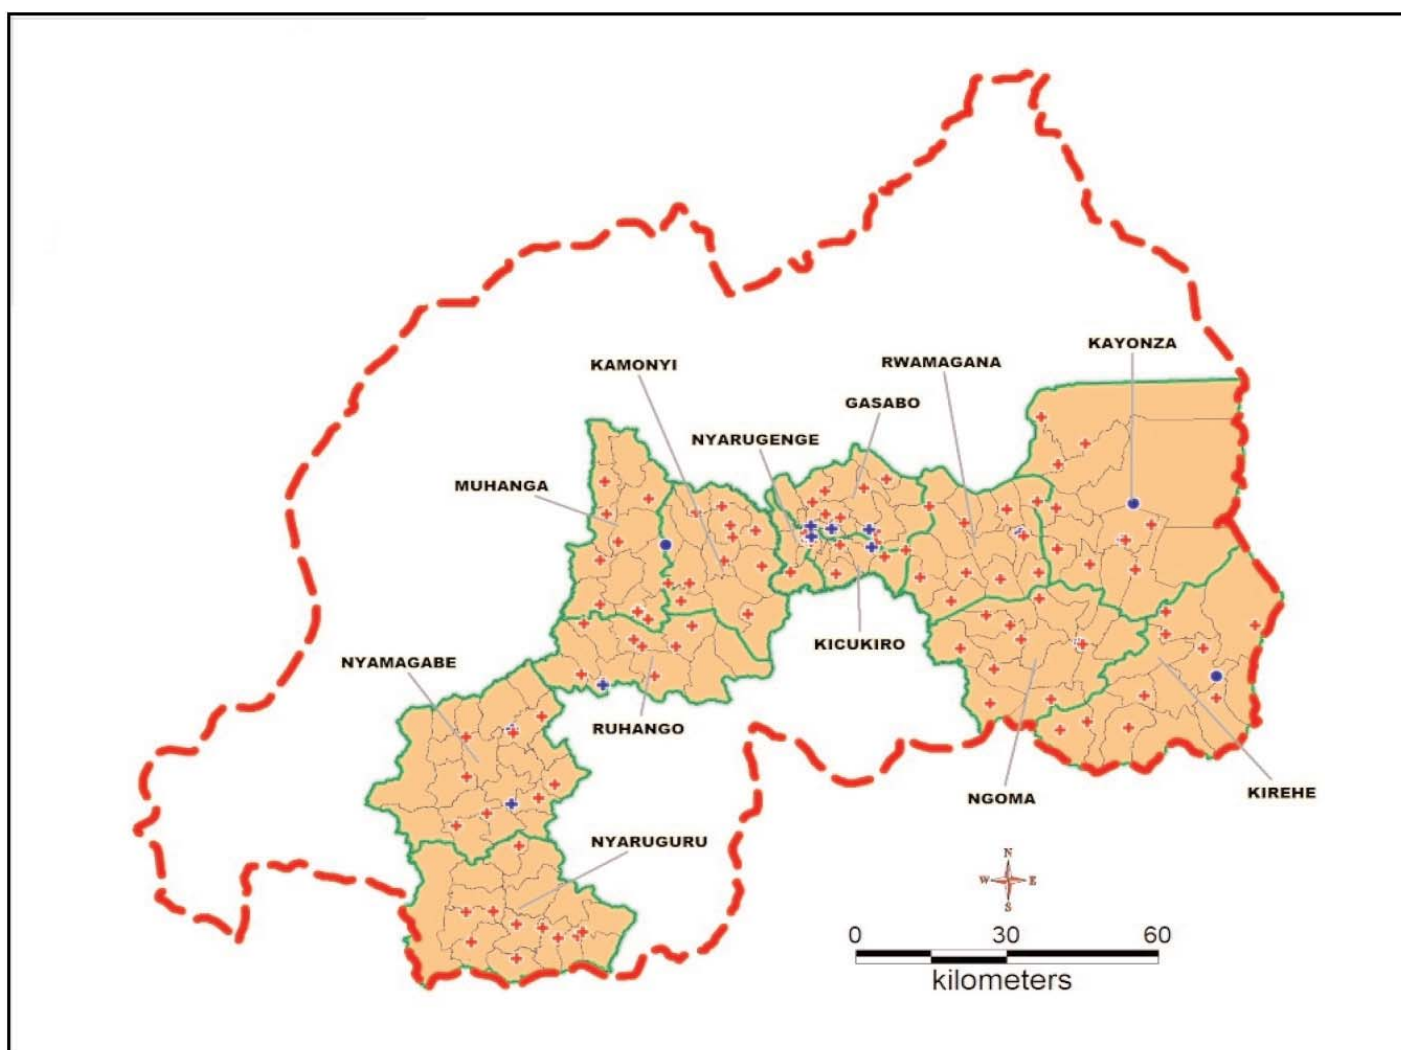 KAYONZA
RWAMAGANA
KAMONYI
GASABO
NYARUGENGE
MUHANGA
KICUKIRO
NYAMAGABE
RUHANGO
KIREHE
NGOMA
NYARUGURU
N
W E
S
0 30 60
kilometers